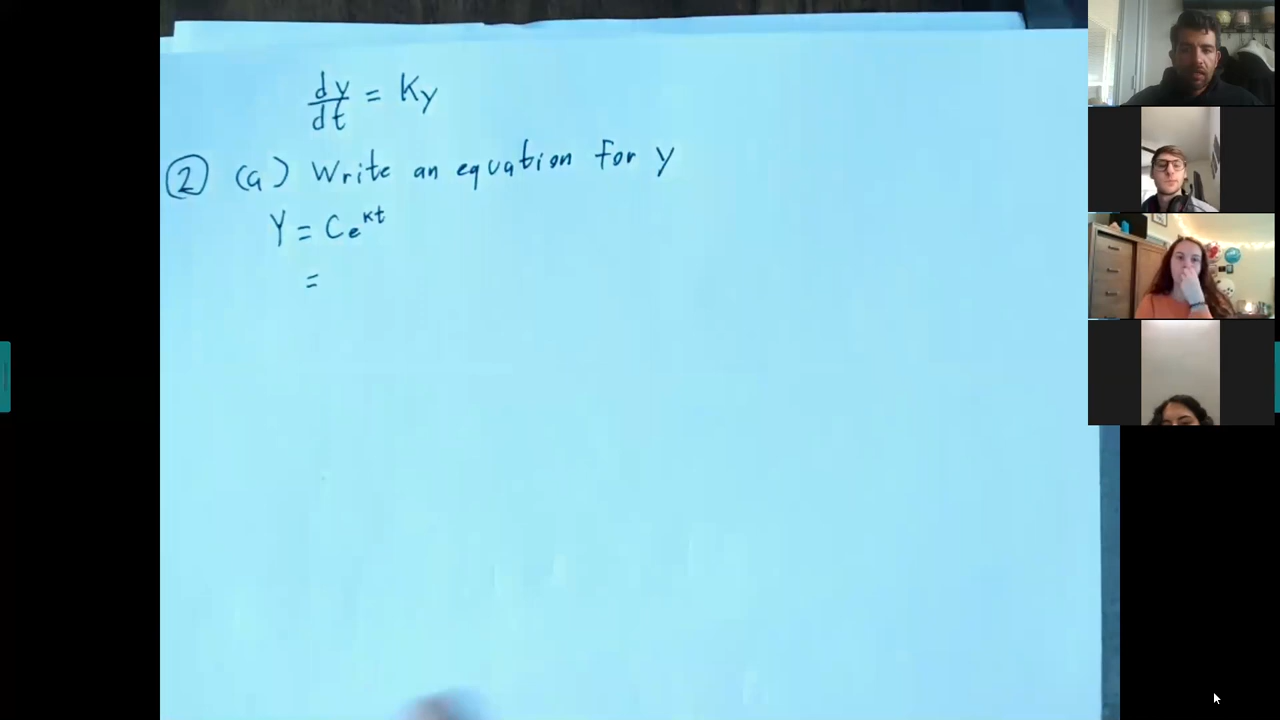 dy/dt = Ky
② (a) Write an equation for y
Y = Ce^kt
=